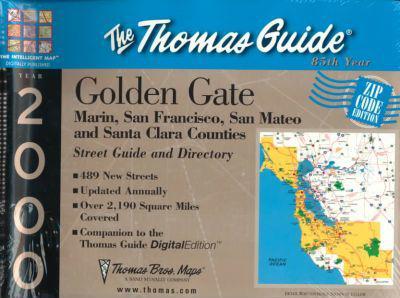 THE INTELLIGENT MAP™
DIGITALLY PUBLISHED
The Thomas Guide®
85th Year
ZIP
CODE
EDITION
YEAR
2000
Golden Gate
Marin, San Francisco, San Mateo
and Santa Clara Counties
Street Guide and Directory
489 New Streets
Updated Annually
Over 2,190 Square Miles
Covered
Companion to the
Thomas Guide DigitalEdition™
Thomas Bros. Maps®
A RAND McNALLY COMPANY
www.thomas.com
PACIFIC
OCEAN